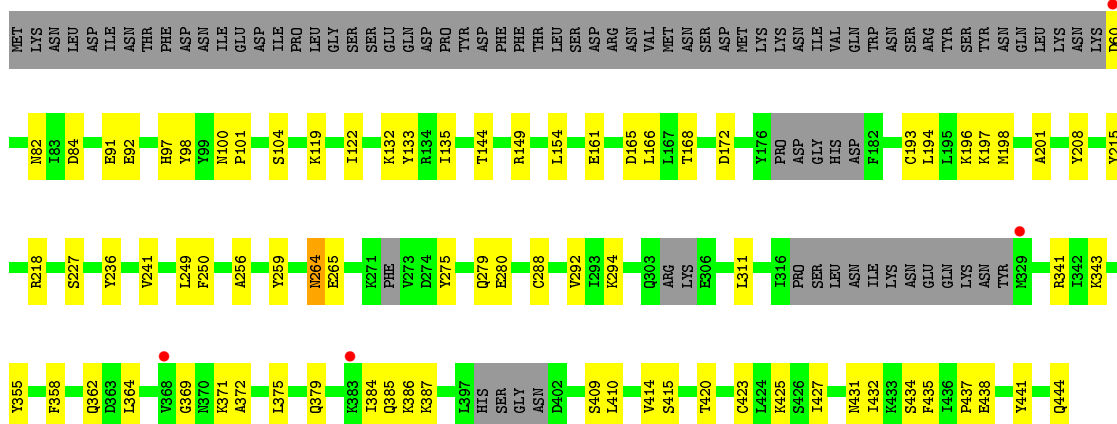 MET LYS ASN LEU ASP ILE ASN THR PHE ASP ASN ILE GLU ASP ILE PRO LEU GLY SER SER GLU GLY ASP PRO TYR ASP PHE PHE THR LEU SER ASP ARG ASN VAL MET ASN SER ASP MET LYS LYS ASN ILE VAL GLN TRP ASN SER ARG TYR SER TYR ASN GLN LEU LYS ASN LYS D60
N82 I83 D84 E91 E92 H97 Y98 Y99 N100 P101 S104 K119 I122 K132 Y133 R134 I135 T144 R149 L154 E161 D165 L166 L167 T168 D172 Y176 PRO ASP GLY HIS ASP F182 C193 L194 L195 K196 K197 M198 A201 Y208 Y215
R218 S227 Y236 V241 L249 F250 A256 Y259 N264 E265 K271 PHE V273 D274 Y275 Q279 E280 C288 V292 I293 K294 Q303 ARG LYS E306 L311 I316 PRO SER LEU ASN ILE LYS ASN GLU GLN LYS ASN TYR M329 R341 I342 K343
Y355 F358 Q362 D363 L364 V368 G369 N370 K371 A372 L375 Q379 K383 I384 Q385 K386 K387 L397 HIS SER GLY ASN D402 S409 L410 V414 S415 T420 C423 L424 K425 S426 I427 N431 I432 K433 S434 F435 I436 P437 E438 Y441 Q444